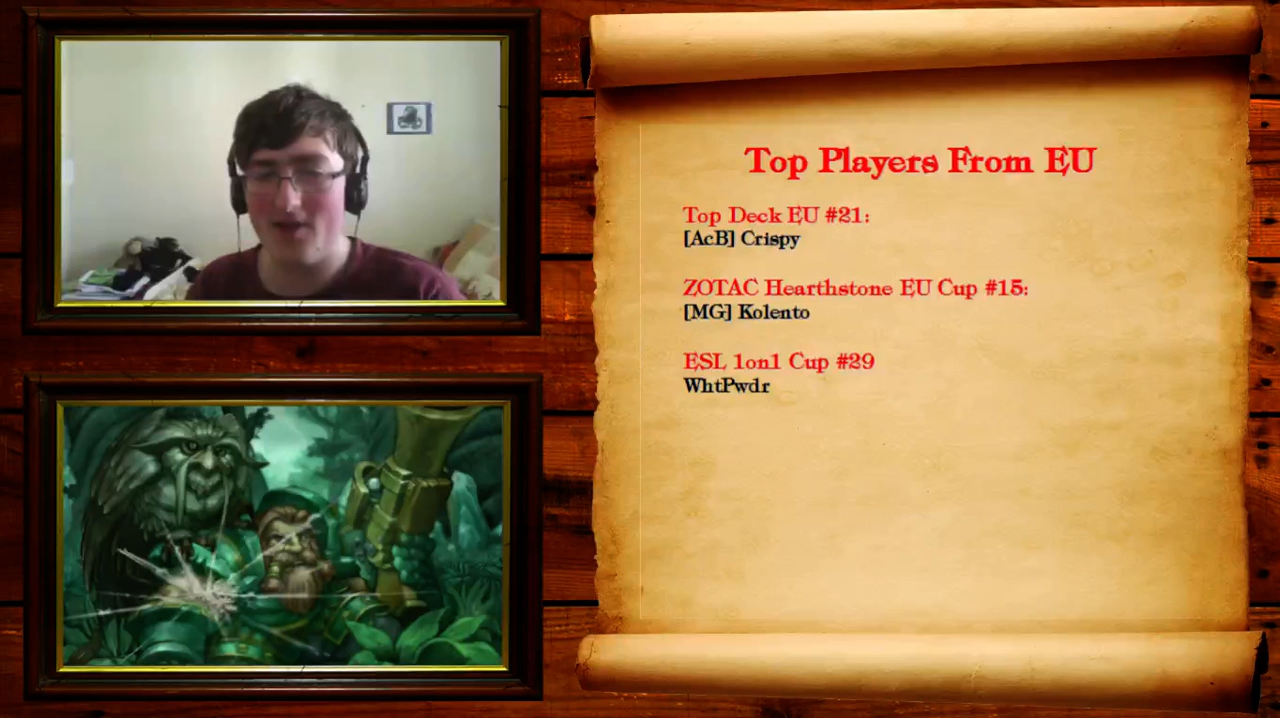 Top Players From EU
Top Deck EU #21:
[AcB] Crispy
ZOTAC Hearthstone EU Cup #15:
[MG] Kolento
ESL 1on1 Cup #29
WhtPwdr